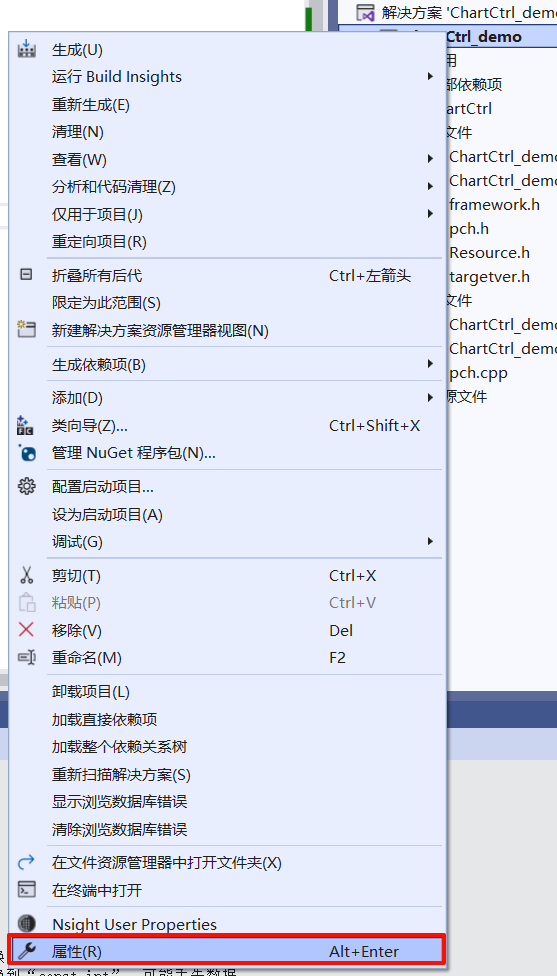 解决方案 'ChartCtrl_demo
Ctrl_demo
生成(U)
运行 Build Insights
重新生成(E)
清理(N)
查看(W)
分析和代码清理(Z)
仅用于项目(J)
重定向项目(R)
折叠所有后代 Ctrl+左箭头
限定为此范围(S)
新建解决方案资源管理器视图(N)
生成依赖项(B)
添加(D)
类向导(Z)... Ctrl+Shift+X
管理 NuGet 程序包(N)...
配置启动项目...
设为启动项目(A)
调试(G)
剪切(T) Ctrl+X
粘贴(P) Ctrl+V
移除(V) Del
重命名(M) F2
卸载项目(L)
加载直接依赖项
加载整个依赖关系树
重新扫描解决方案(S)
显示浏览数据库错误
清除浏览数据库错误
在文件资源管理器中打开文件夹(X)
在终端中打开
Nsight User Properties
属性(R) Alt+Enter
用
部依赖项
artCtrl
文件
ChartCtrl_demo
ChartCtrl_demo
framework.h
pch.h
Resource.h
targetver.h
文件
ChartCtrl_demo
ChartCtrl_demo
pch.cpp
源文件